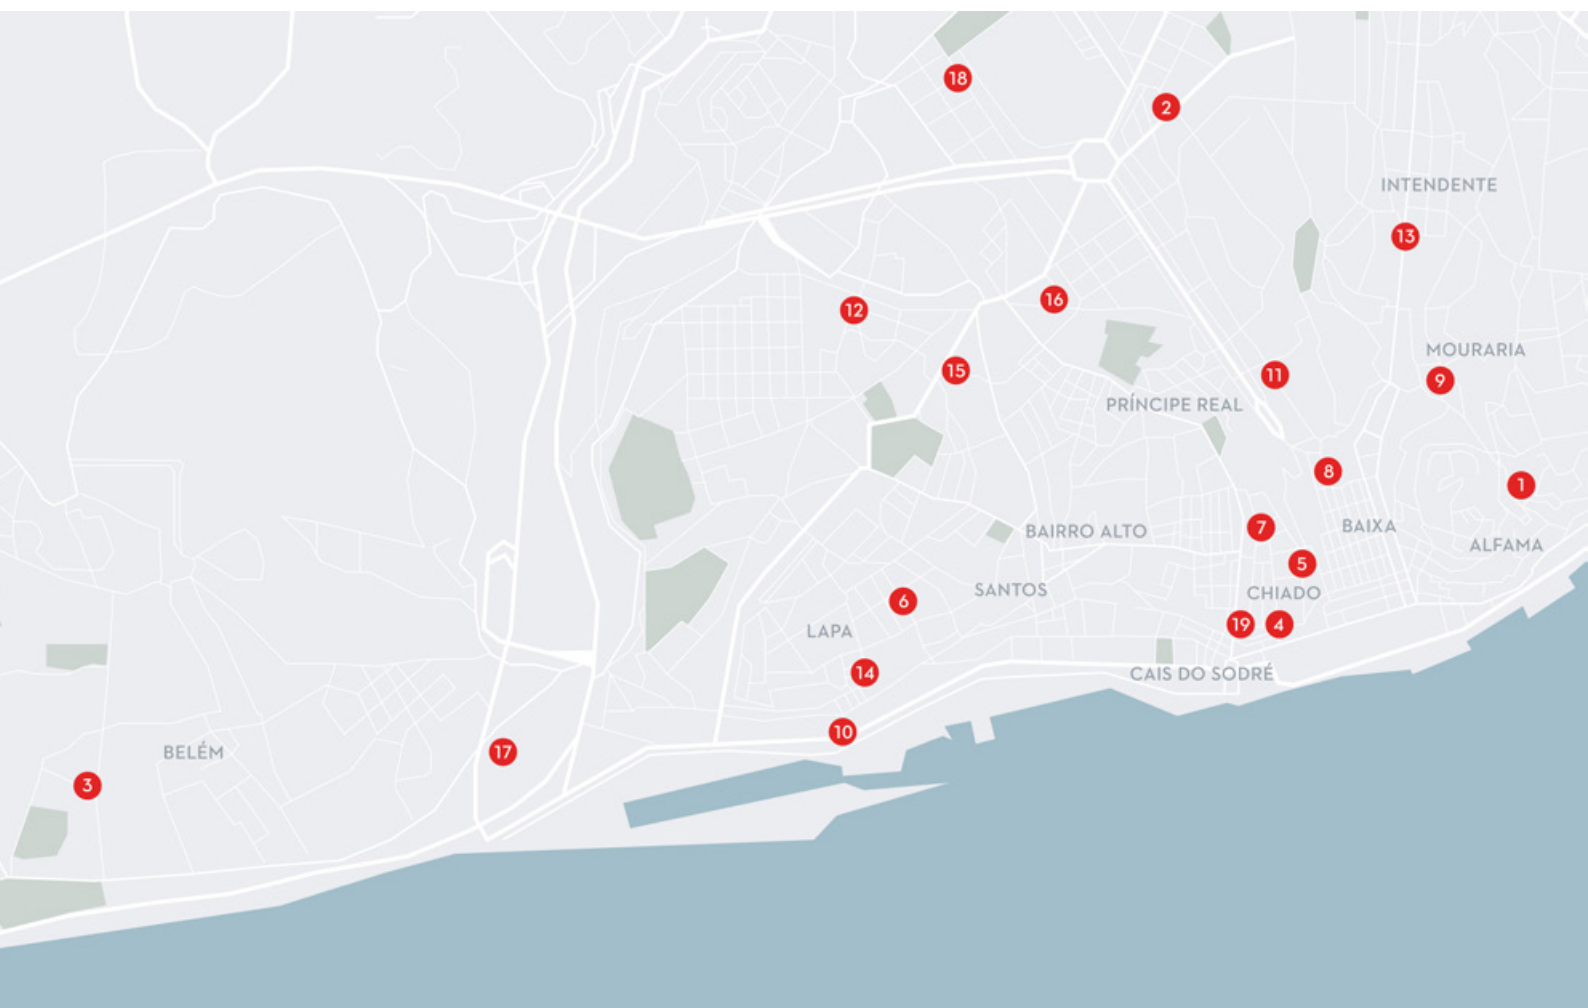 18
2
INTENDENTE
13
16
12
MOURARIA
15
11
9
PRÍNCIPE REAL
8
1
7
BAIXA
BAIRRO ALTO
ALFAMA
5
SANTOS
CHIADO
6
19
4
LAPA
14
CAIS DO SODRÉ
10
BELÉM
17
3